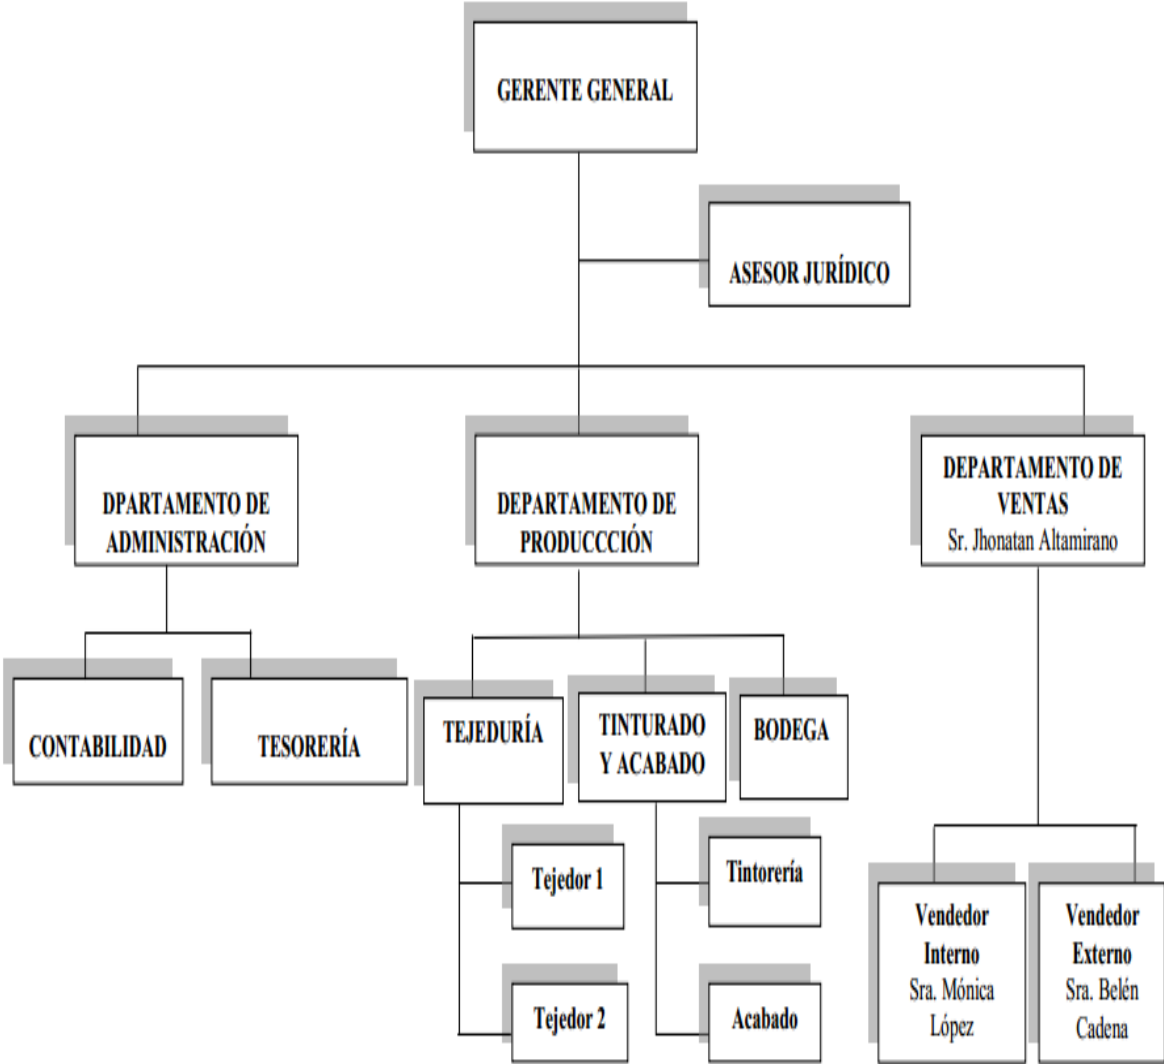 GERENTE GENERAL
ASESOR JURÍDICO
DPARTAMENTO DE
ADMINISTRACIÓN
DEPARTAMENTO DE
PRODUCCCIÓN
DEPARTAMENTO DE
VENTAS
Sr. Jhonatan Altamirano
CONTABILIDAD
TESORERÍA
TEJEDURÍA
TINTURADO
Y ACABADO
BODEGA
Tejedor 1
Tintorería
Tejedor 2
Acabado
Vendedor
Interno
Sra. Mónica
López
Vendedor
Externo
Sra. Belén
Cadena